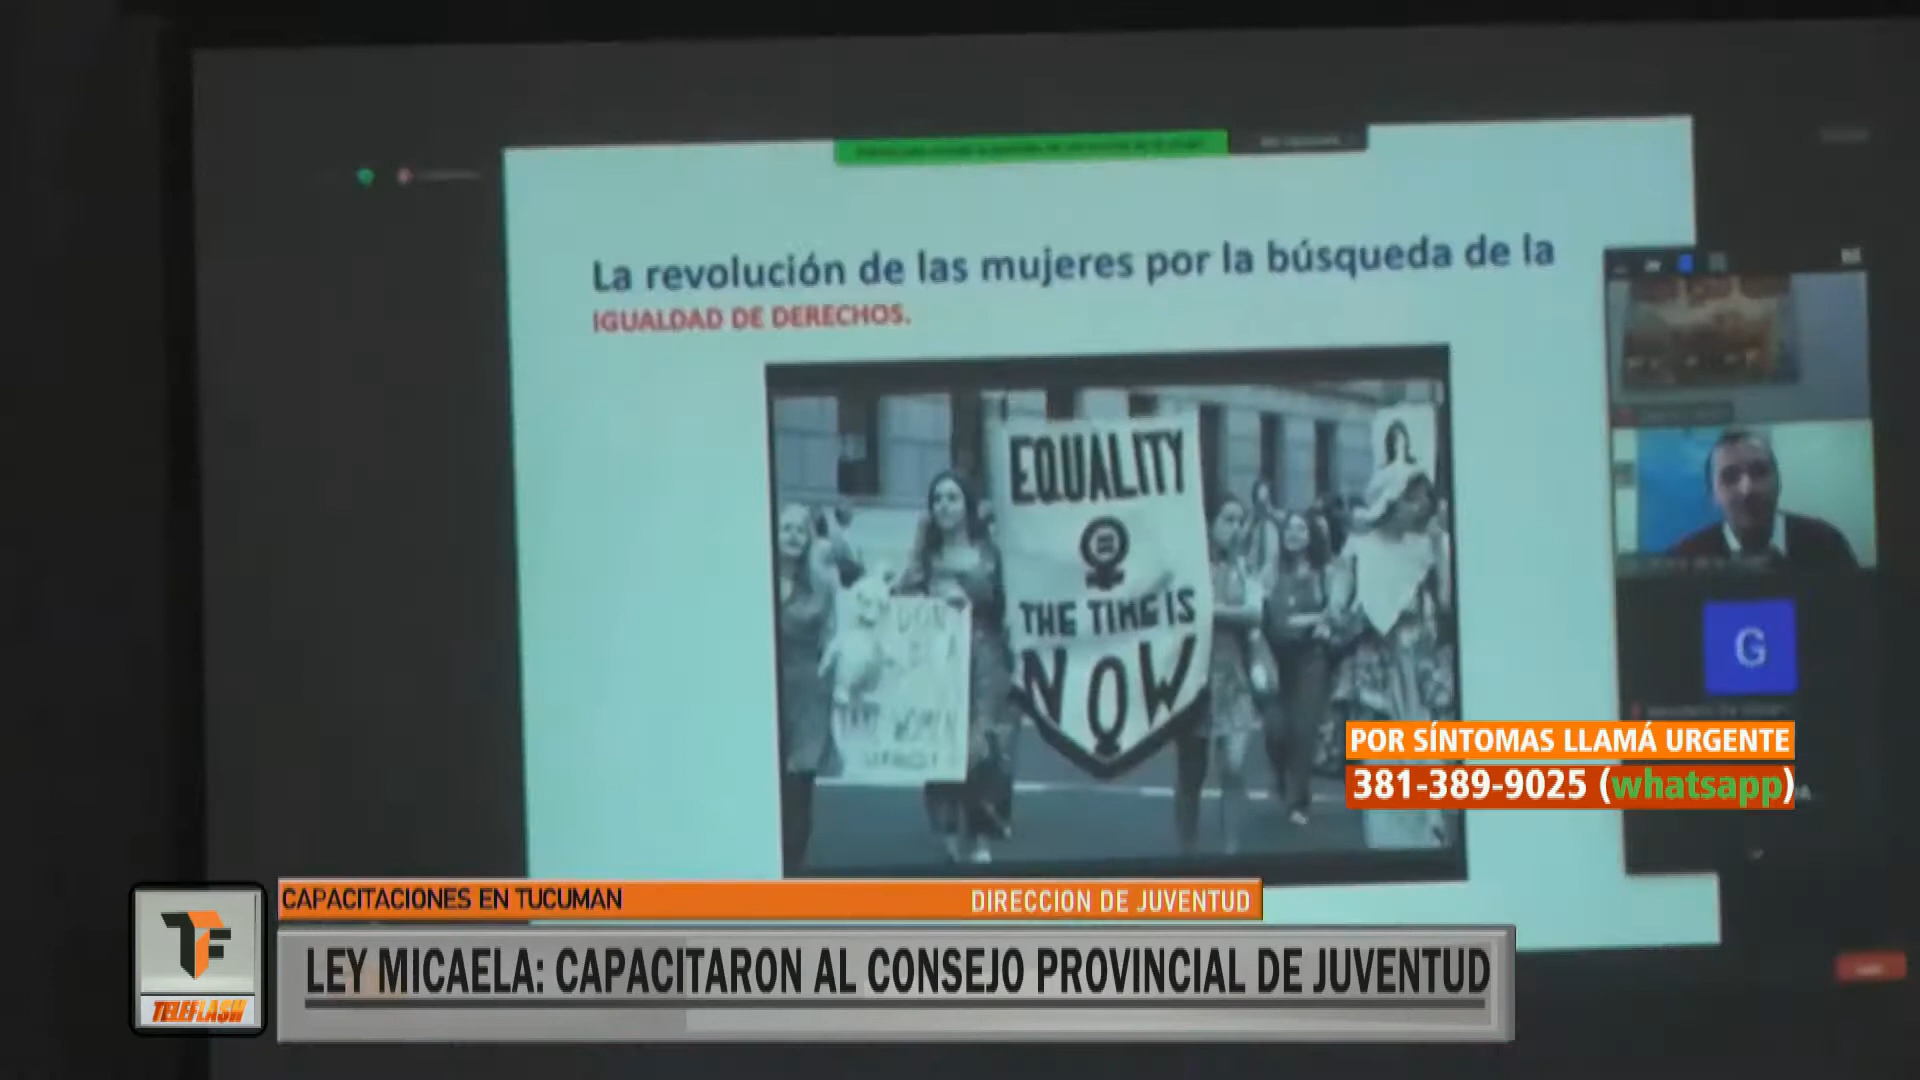 La revolución de las mujeres por la búsqueda de la
IGUALDAD DE DERECHOS.
EQUALITY
THE TIME IS
NOW
G
POR SÍNTOMAS LLAMÁ URGENTE
381-389-9025 (whatsapp)
CAPACITACIONES EN TUCUMAN
DIRECCION DE JUVENTUD
TF
TELEFLASH
LEY MICAELA: CAPACITARON AL CONSEJO PROVINCIAL DE JUVENTUD